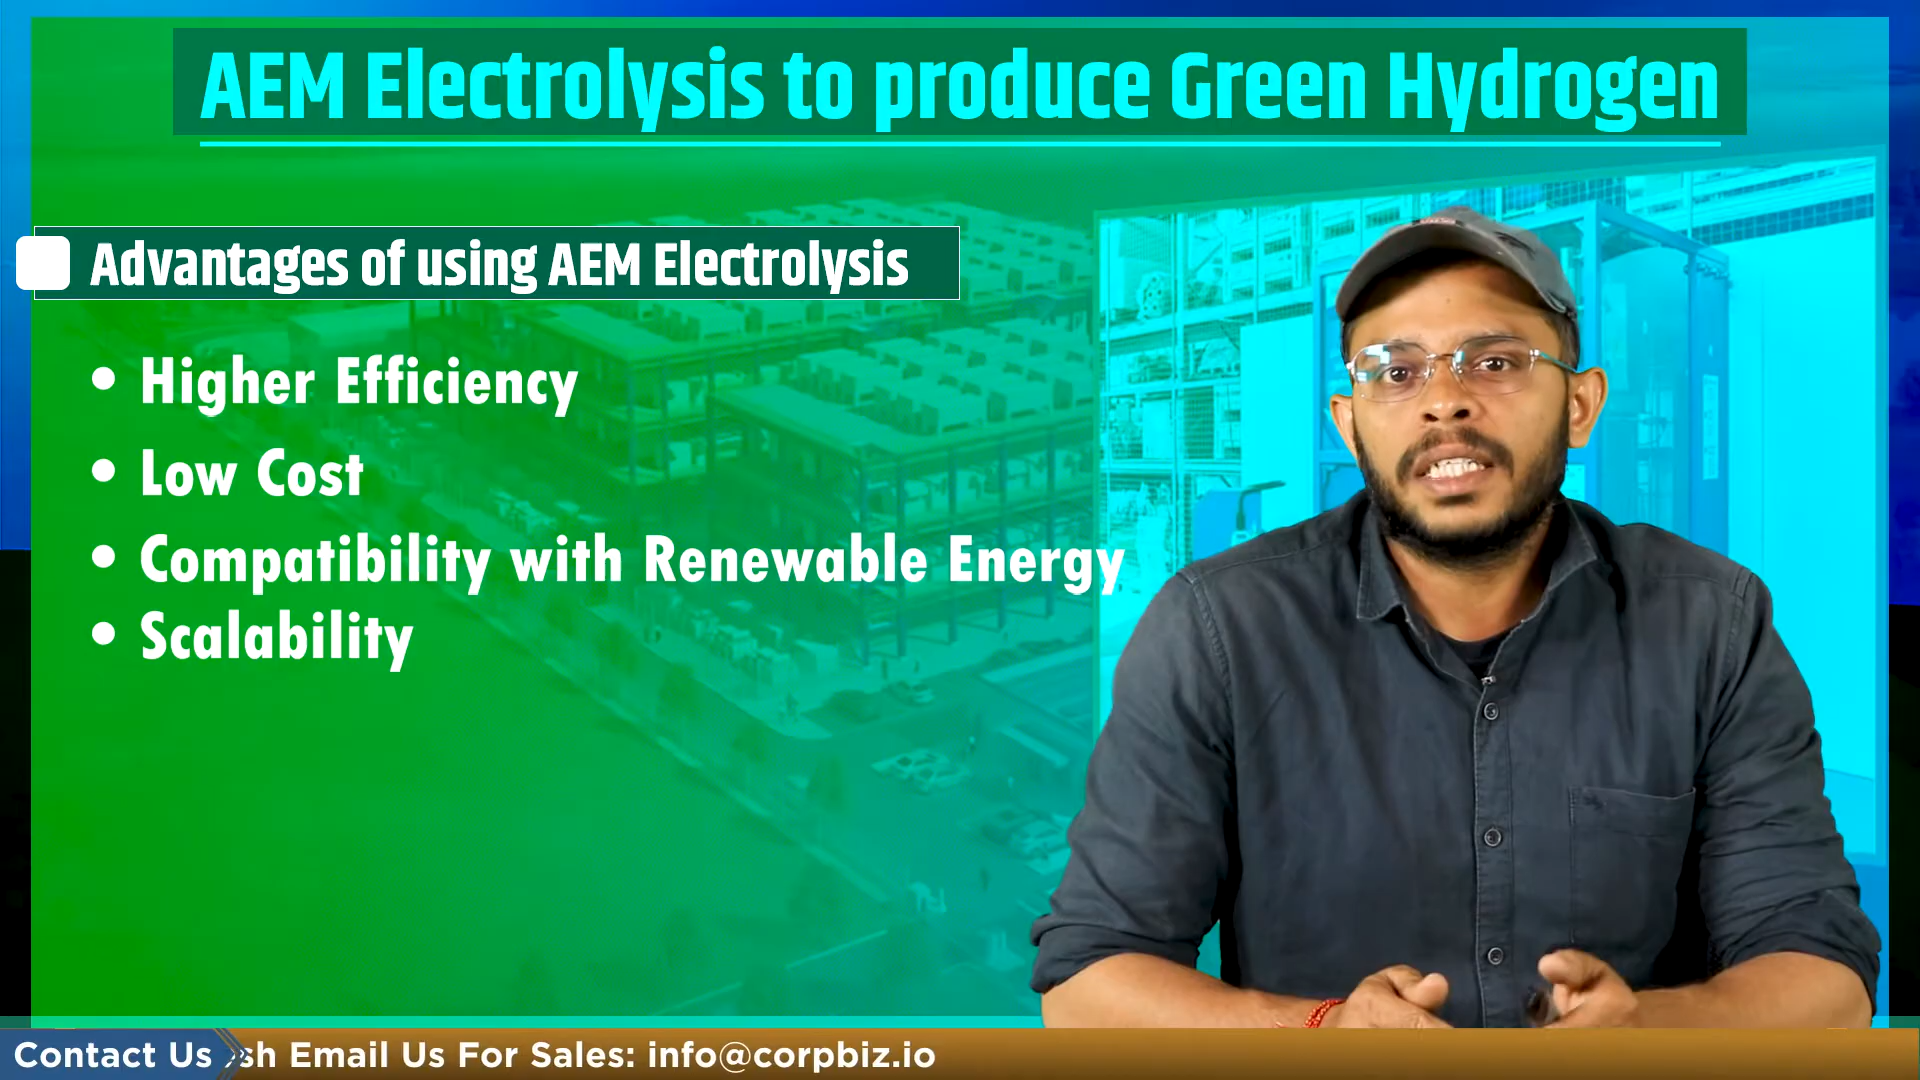 AEM Electrolysis to produce Green Hydrogen
Advantages of using AEM Electrolysis
• Higher Efficiency
• Low Cost
• Compatibility with Renewable Energy
• Scalability
Contact Us
Email Us For Sales: info@corpbiz.io